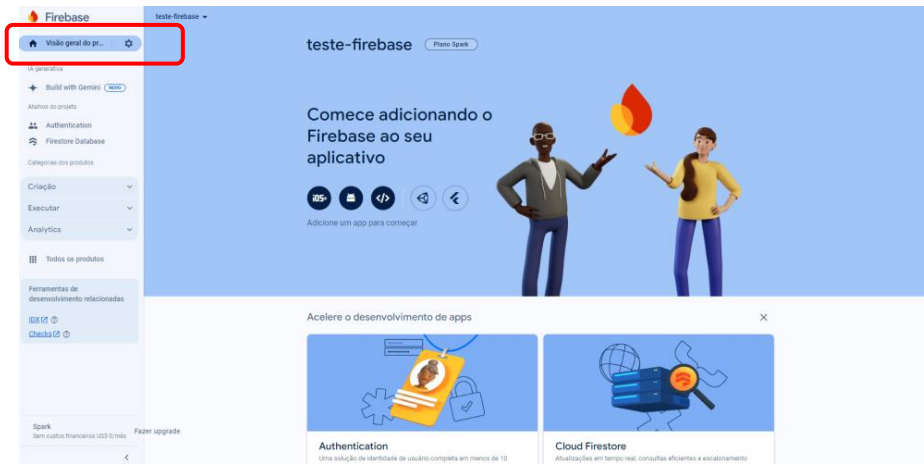 Firebase
teste-firebase
Visão geral do pr...
IA generativa
Build with Gemini NOVO
Atalhos do projeto
Authentication
Firestore Database
Categorias dos produtos
Criação
Executar
Analytics
Todos os produtos
Ferramentas de
desenvolvimento relacionadas
IDX
Checks
Spark
Sem custos financeiros US$ 0/mês
Fazer upgrade
teste-firebase Plano Spark
Comece adicionando o
Firebase ao seu
aplicativo
iOS+
Adicione um app para começar
Acelere o desenvolvimento de apps
Authentication
Uma solução de identidade de usuário completa em menos de 10
Cloud Firestore
Atualizações em tempo real, consultas eficientes e escalonamento